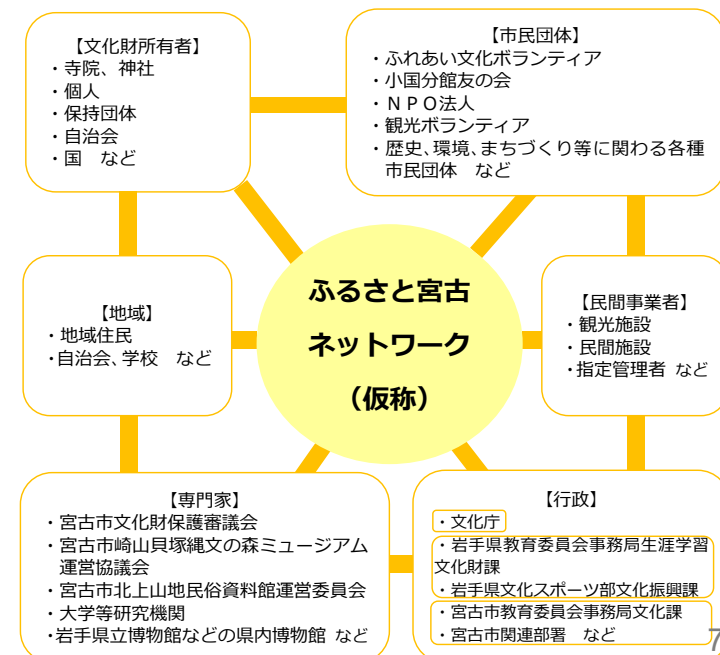 【文化財所有者】
・寺院、神社
・個人
・保持団体
・自治会
・国　など
【市民団体】
・ふれあい文化ボランティア
・小国分館友の会
・ＮＰＯ法人
・観光ボランティア
・歴史、環境、まちづくり等に関わる各種
市民団体　など
ふるさと宮古
ネットワーク
（仮称）
【地域】
・地域住民
・自治会、学校　など
【民間事業者】
・観光施設
・民間施設
・指定管理者 など
【専門家】
・宮古市文化財保護審議会
・宮古市崎山貝塚縄文の森ミュージアム
運営協議会
・宮古市北上山地民俗資料館運営委員会
・大学等研究機関
・岩手県立博物館などの県内博物館 など
【行政】
・文化庁
・岩手県教育委員会事務局生涯学習
文化財課
・岩手県文化スポーツ部文化振興課
・宮古市教育委員会事務局文化課
・宮古市関連部署　など
7